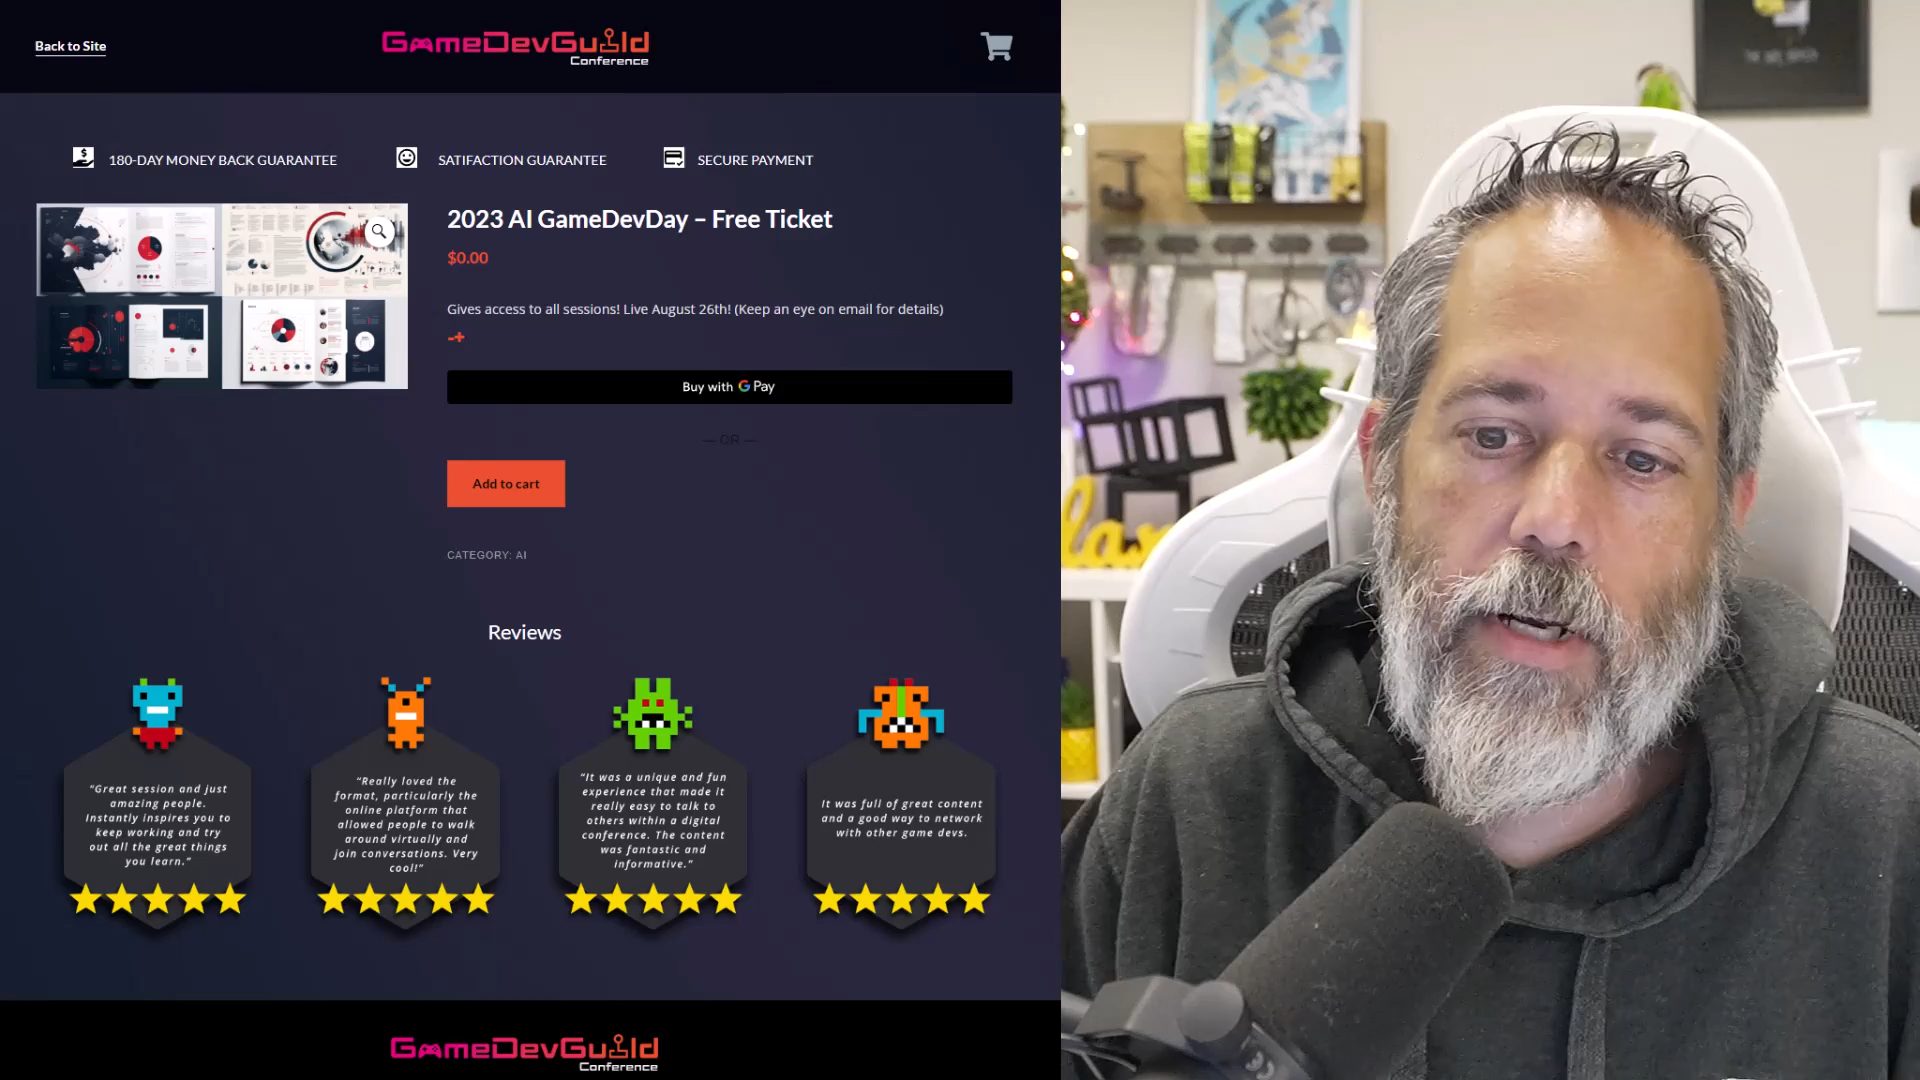 Back to Site
GameDevGuild
Conference
180-DAY MONEY BACK GUARANTEE
SATIFACTION GUARANTEE
SECURE PAYMENT
2023 AI GameDevDay – Free Ticket
$0.00
Gives access to all sessions! Live August 26th! (Keep an eye on email for details)
-+
Buy with G Pay
— OR —
Add to cart
CATEGORY: AI
Reviews
“Great session and just
amazing people.
Instantly inspires you to
keep working and try
out all the great things
you learn.”
“Really loved the
format, particularly the
online platform that
allowed people to walk
around virtually and
join conversations. Very
cool!”
“It was a unique and fun
experience that made it
really easy to talk to
others within a digital
conference. The content
was fantastic and
informative.”
It was full of great content
and a good way to network
with other game devs.
GameDevGuild
Conference